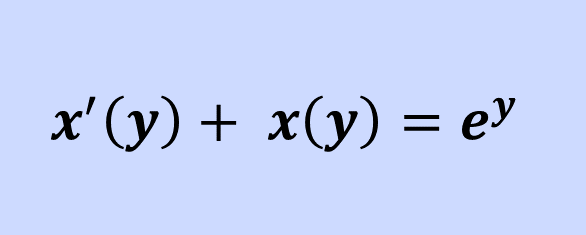 x′(y) + x(y) = e^y